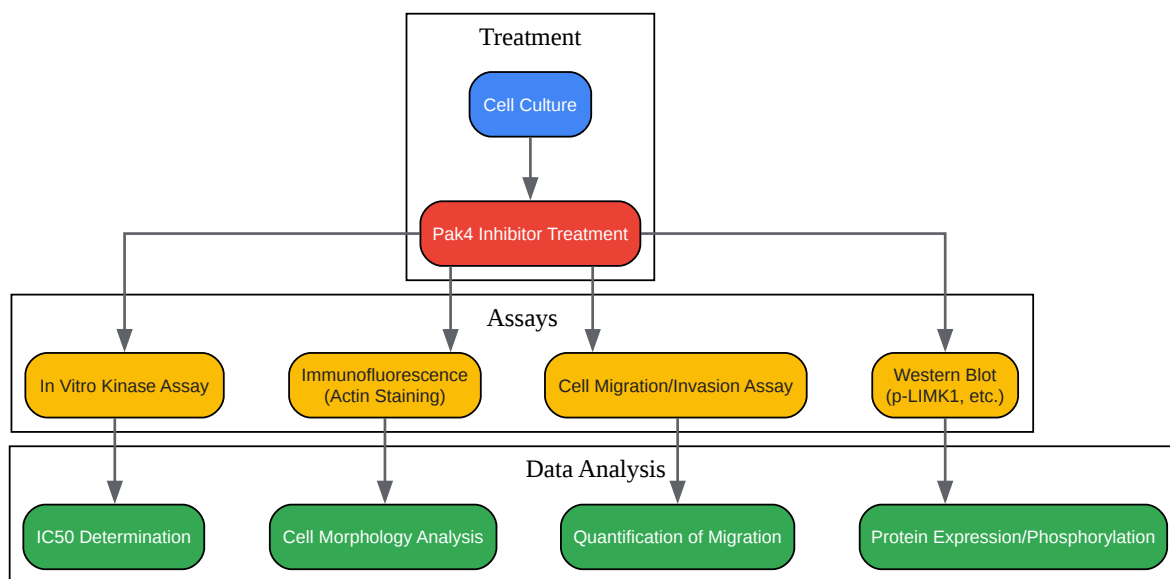 Treatment
Cell Culture
Pak4 Inhibitor Treatment
Assays
In Vitro Kinase Assay
Immunofluorescence
(Actin Staining)
Cell Migration/Invasion Assay
Western Blot
(p-LIMK1, etc.)
Data Analysis
IC50 Determination
Cell Morphology Analysis
Quantification of Migration
Protein Expression/Phosphorylation